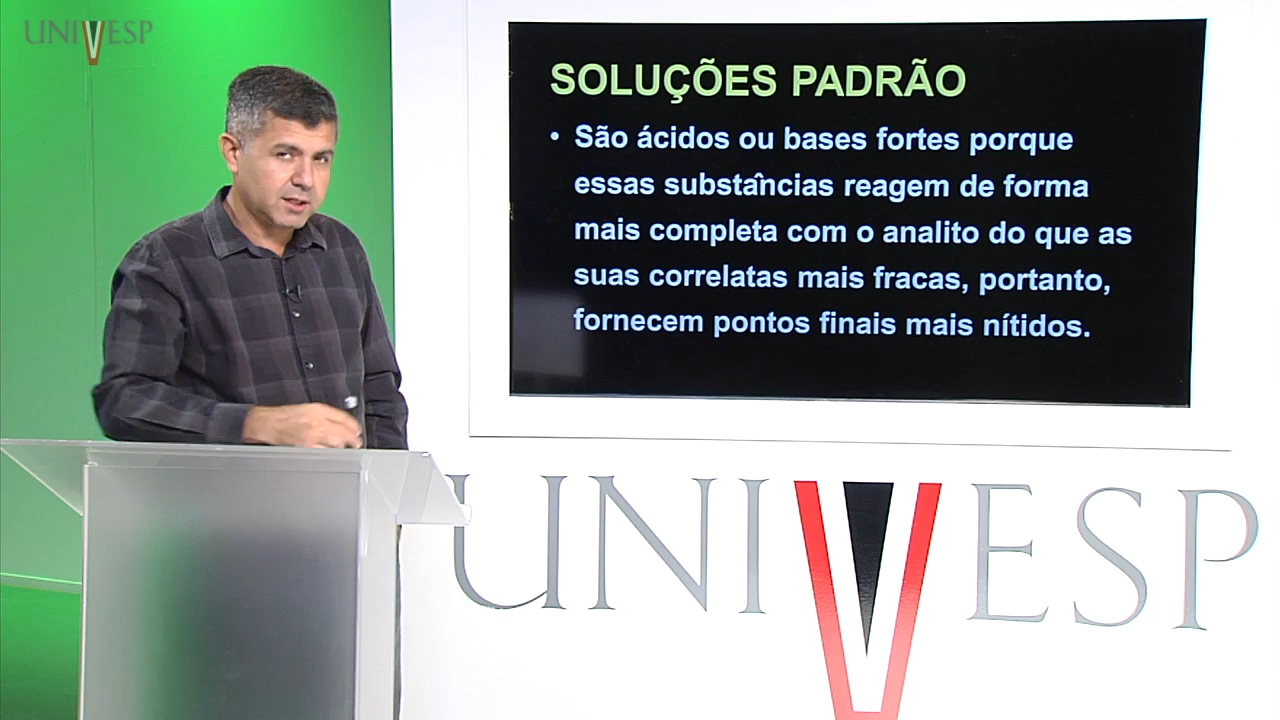 UNIVESP
SOLUÇÕES PADRÃO
• São ácidos ou bases fortes porque
essas substâncias reagem de forma
mais completa com o analito do que as
suas correlatas mais fracas, portanto,
fornecem pontos finais mais nítidos.
UNIVESP